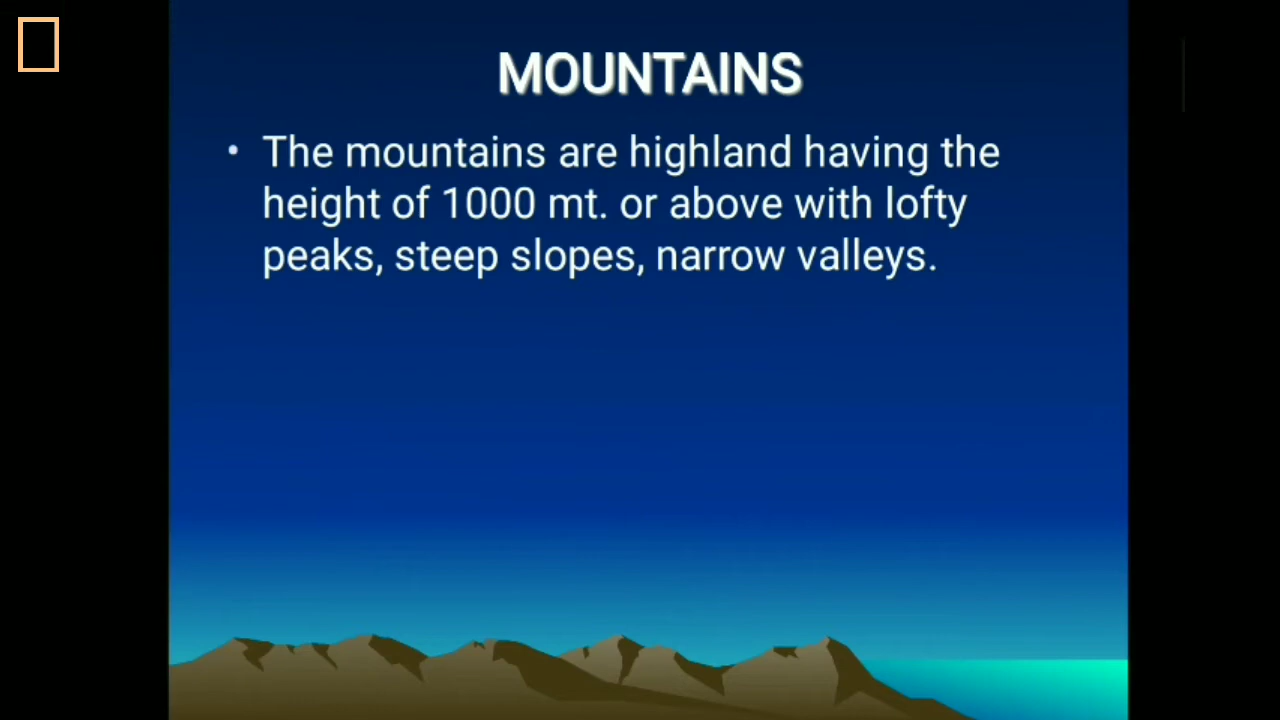 MOUNTAINS
• The mountains are highland having the
height of 1000 mt. or above with lofty
peaks, steep slopes, narrow valleys.